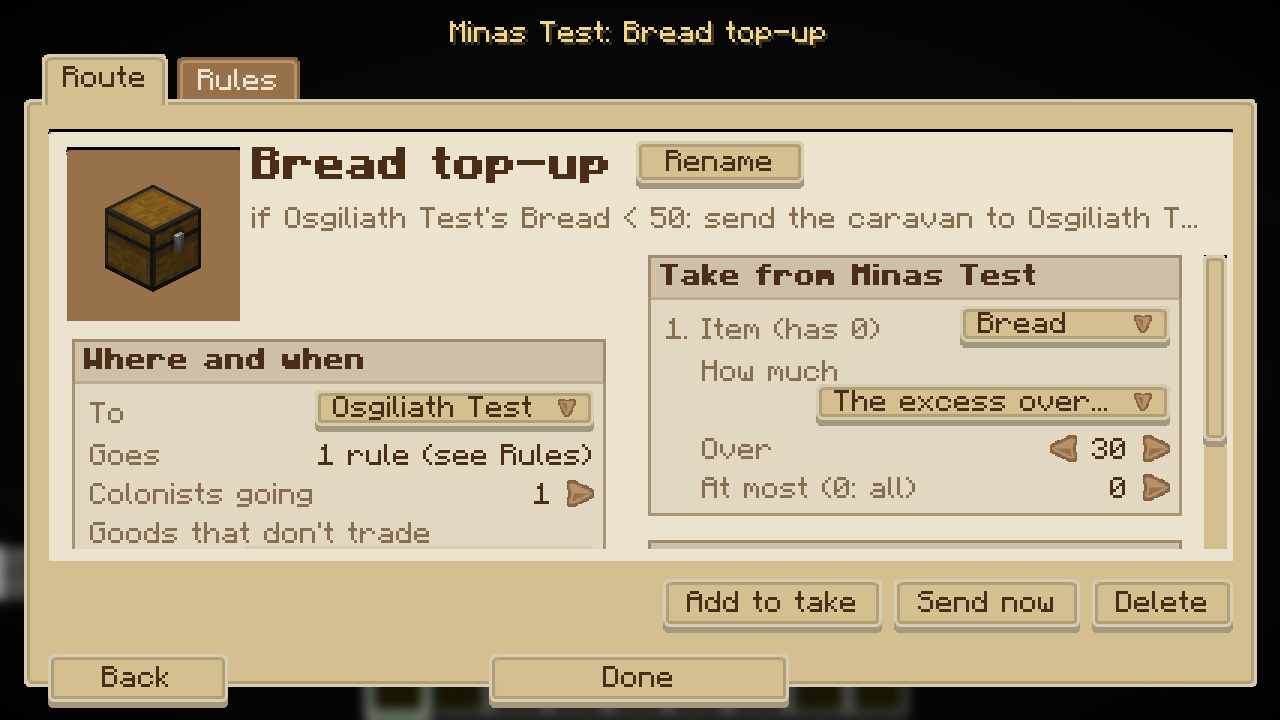 Minas Test: Bread top-up
Route
Rules
Bread top-up
Rename
if Osgiliath Test's Bread < 50: send the caravan to Osgiliath T...
Where and when
To
Osgiliath Test
Goes
1 rule (see Rules)
Colonists going
1
Goods that don't trade
Take from Minas Test
1. Item (has 0)
Bread
How much
The excess over...
Over
30
At most (0: all)
0
Add to take
Send now
Delete
Back
Done